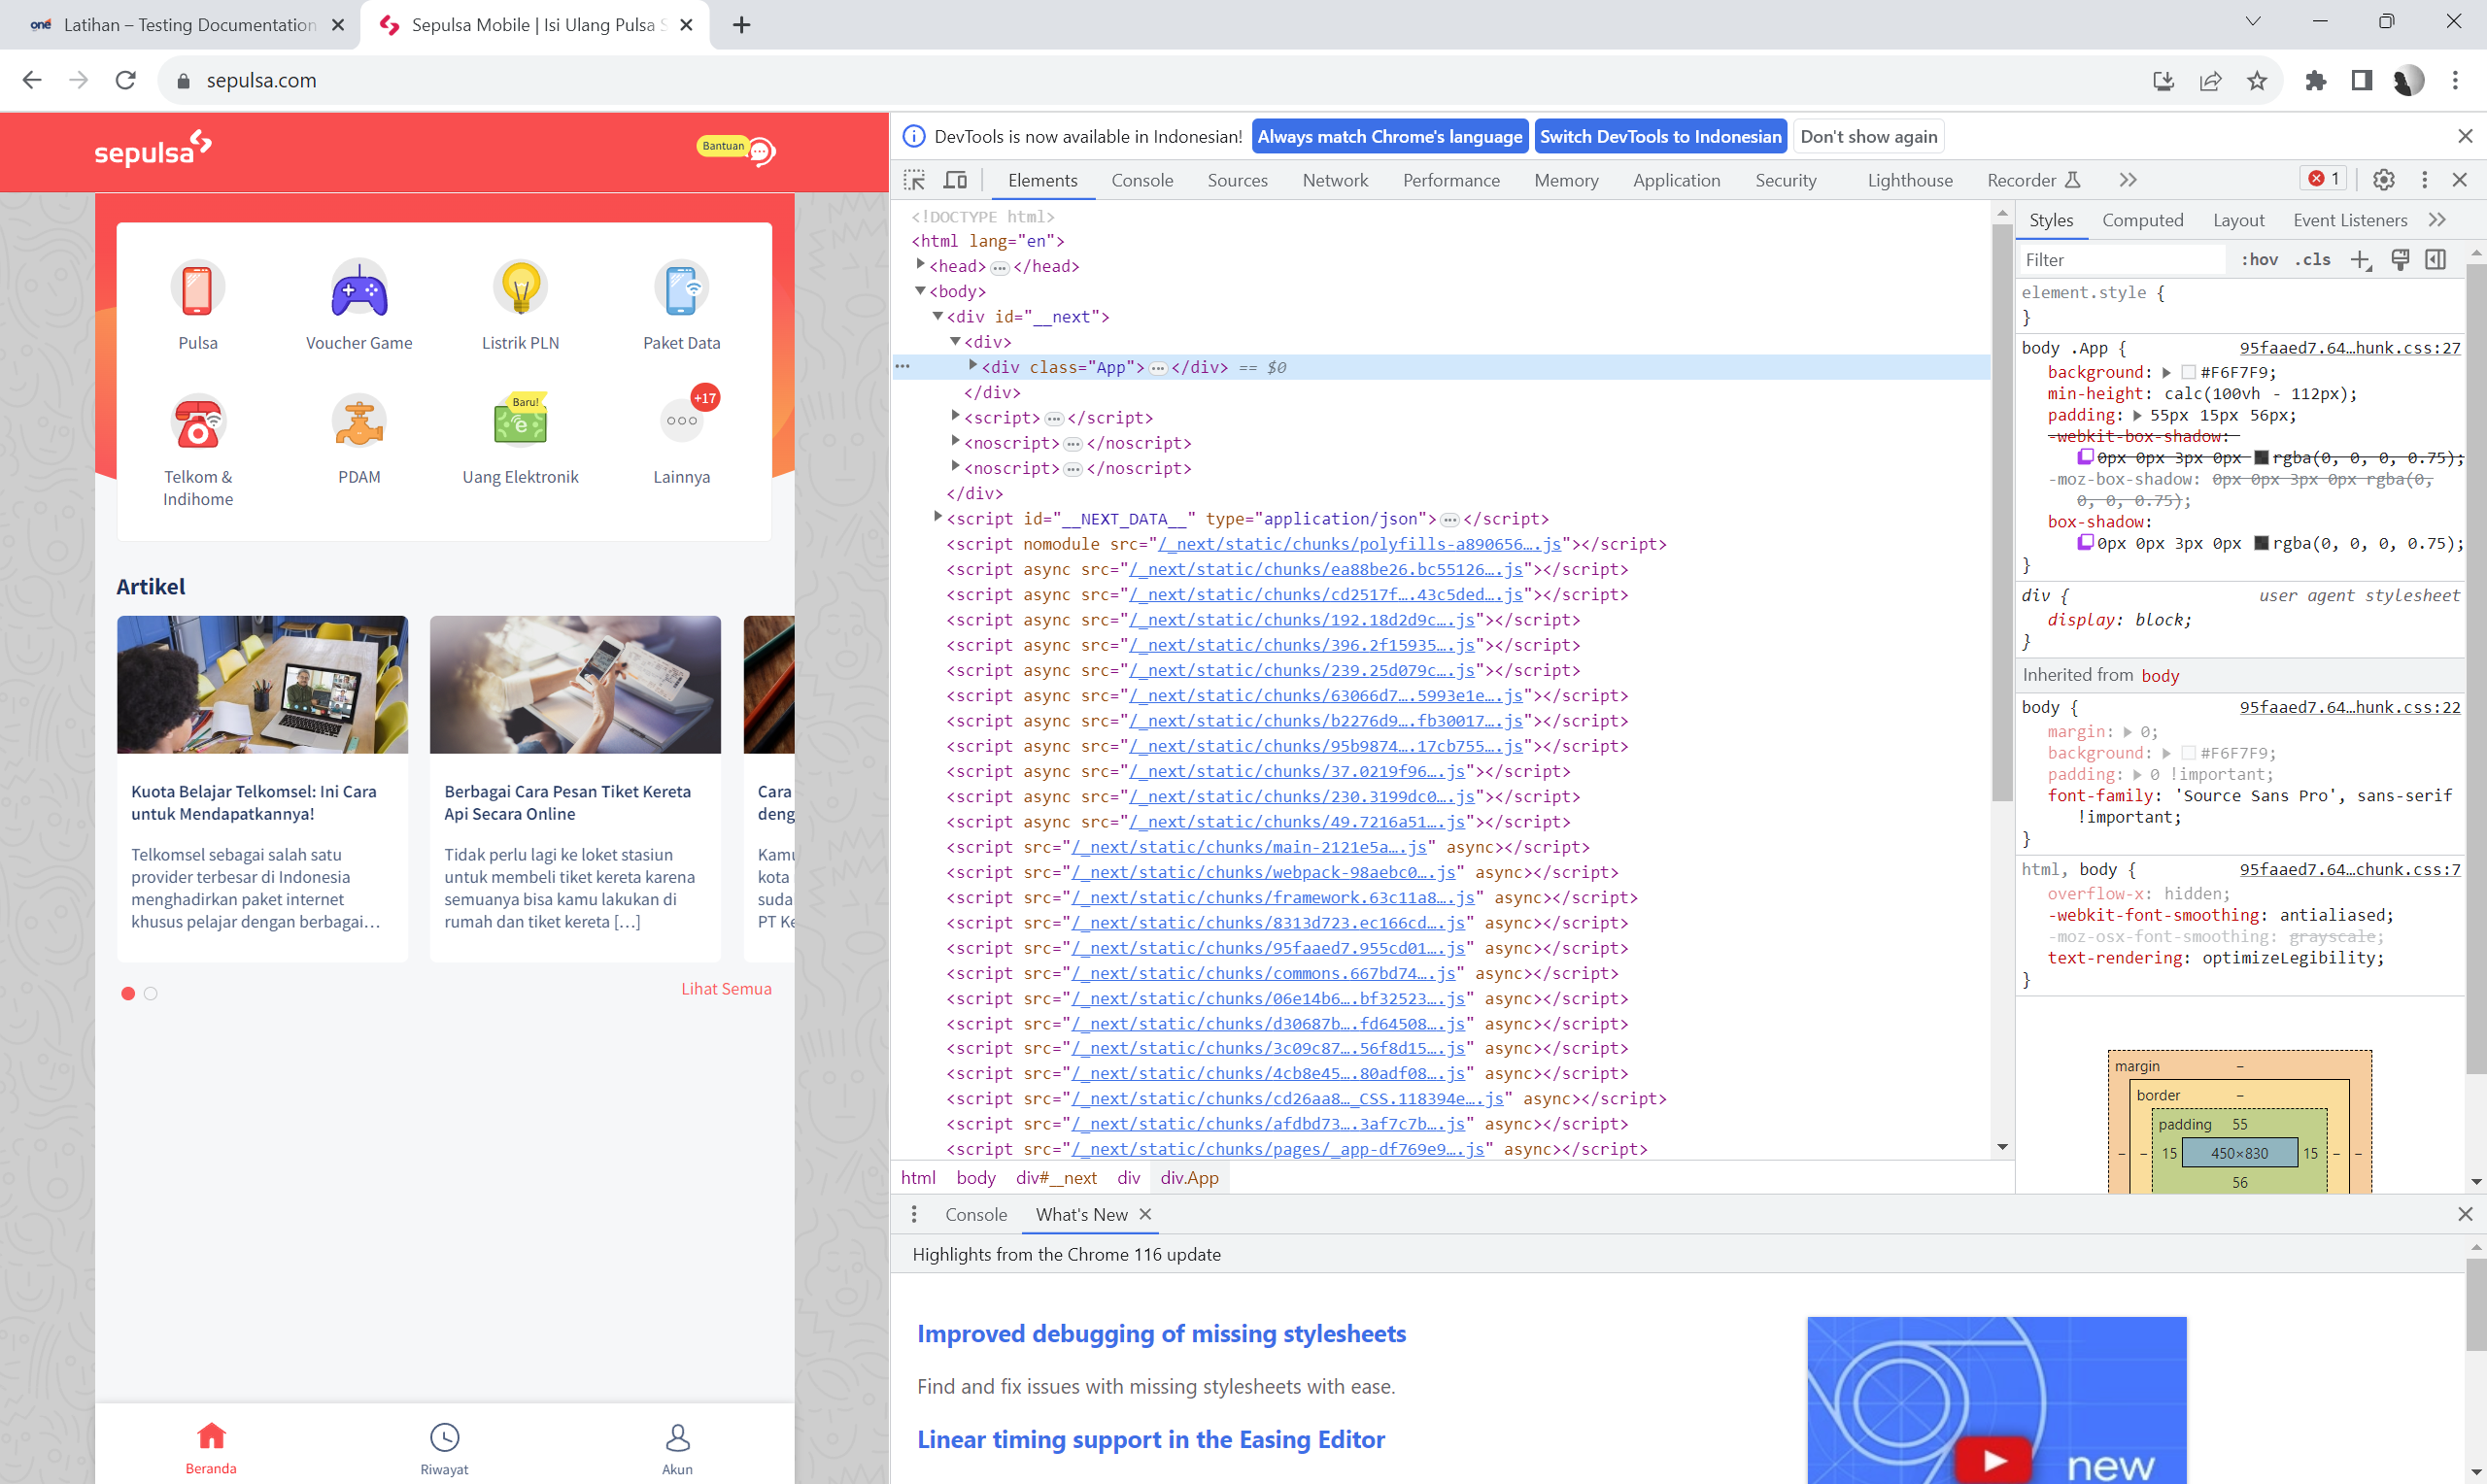 one
Latihan – Testing Documentation
Sepulsa Mobile | Isi Ulang Pulsa S
sepulsa.com
sepulsa
Bantuan
Pulsa
Voucher Game
Listrik PLN
Paket Data
Baru!
+17
Telkom &
Indihome
PDAM
Uang Elektronik
Lainnya
Artikel
Kuota Belajar Telkomsel: Ini Cara
untuk Mendapatkannya!
Telkomsel sebagai salah satu
provider terbesar di Indonesia
menghadirkan paket internet
khusus pelajar dengan berbagai…
Berbagai Cara Pesan Tiket Kereta
Api Secara Online
Tidak perlu lagi ke loket stasiun
untuk membeli tiket kereta karena
semuanya bisa kamu lakukan di
rumah dan tiket kereta […]
Cara
deng
Kamu
kota
suda
PT Ke
Lihat Semua
Beranda
Riwayat
Akun
DevTools is now available in Indonesian! Always match Chrome's language Switch DevTools to Indonesian Don't show again
Elements Console Sources Network Performance Memory Application Security Lighthouse Recorder 1
<!DOCTYPE html>
<html lang="en">
<head> … </head>
<body>
<div id="__next">
<div>
<div class="App"> … </div> == $0
</div>
<script> … </script>
<noscript> … </noscript>
<noscript> … </noscript>
</div>
<script id="__NEXT_DATA__" type="application/json"> … </script>
<script nomodule src="/_next/static/chunks/polyfills-a890656….js"></script>
<script async src="/_next/static/chunks/ea88be26.bc55126….js"></script>
<script async src="/_next/static/chunks/cd2517f….43c5ded….js"></script>
<script async src="/_next/static/chunks/192.18d2d9c….js"></script>
<script async src="/_next/static/chunks/396.2f15935….js"></script>
<script async src="/_next/static/chunks/239.25d079c….js"></script>
<script async src="/_next/static/chunks/63066d7….5993e1e….js"></script>
<script async src="/_next/static/chunks/b2276d9….fb30017….js"></script>
<script async src="/_next/static/chunks/95b9874….17cb755….js"></script>
<script async src="/_next/static/chunks/37.0219f96….js"></script>
<script async src="/_next/static/chunks/230.3199dc0….js"></script>
<script async src="/_next/static/chunks/49.7216a51….js"></script>
<script src="/_next/static/chunks/main-2121e5a….js" async></script>
<script src="/_next/static/chunks/webpack-98aebc0….js" async></script>
<script src="/_next/static/chunks/framework.63c11a8….js" async></script>
<script src="/_next/static/chunks/8313d723.ec166cd….js" async></script>
<script src="/_next/static/chunks/95faaed7.955cd01….js" async></script>
<script src="/_next/static/chunks/commons.667bd74….js" async></script>
<script src="/_next/static/chunks/06e14b6….bf32523….js" async></script>
<script src="/_next/static/chunks/d30687b….fd64508….js" async></script>
<script src="/_next/static/chunks/3c09c87….56f8d15….js" async></script>
<script src="/_next/static/chunks/4cb8e45….80adf08….js" async></script>
<script src="/_next/static/chunks/cd26aa8…_CSS.118394e….js" async></script>
<script src="/_next/static/chunks/afdbd73….3af7c7b….js" async></script>
<script src="/_next/static/chunks/pages/_app-df769e9….js" async></script>
html body div#__next div div.App
Styles Computed Layout Event Listeners
Filter :hov .cls
element.style {
}
body .App { 95faaed7.64…hunk.css:27
background: #F6F7F9;
min-height: calc(100vh - 112px);
padding: 55px 15px 56px;
-webkit-box-shadow:
0px 0px 3px 0px rgba(0, 0, 0, 0.75);
-moz-box-shadow: 0px 0px 3px 0px rgba(0,
0, 0, 0.75);
box-shadow:
0px 0px 3px 0px rgba(0, 0, 0, 0.75);
}
div { user agent stylesheet
display: block;
}
Inherited from body
body { 95faaed7.64…hunk.css:22
margin: 0;
background: #F6F7F9;
padding: 0 !important;
font-family: 'Source Sans Pro', sans-serif
!important;
}
html, body { 95faaed7.64…chunk.css:7
overflow-x: hidden;
-webkit-font-smoothing: antialiased;
-moz-osx-font-smoothing: grayscale;
text-rendering: optimizeLegibility;
}
margin –
border –
padding 55
– – 15 450×830 15 – –
56
Console What's New
Highlights from the Chrome 116 update
Improved debugging of missing stylesheets
Find and fix issues with missing stylesheets with ease.
Linear timing support in the Easing Editor
new